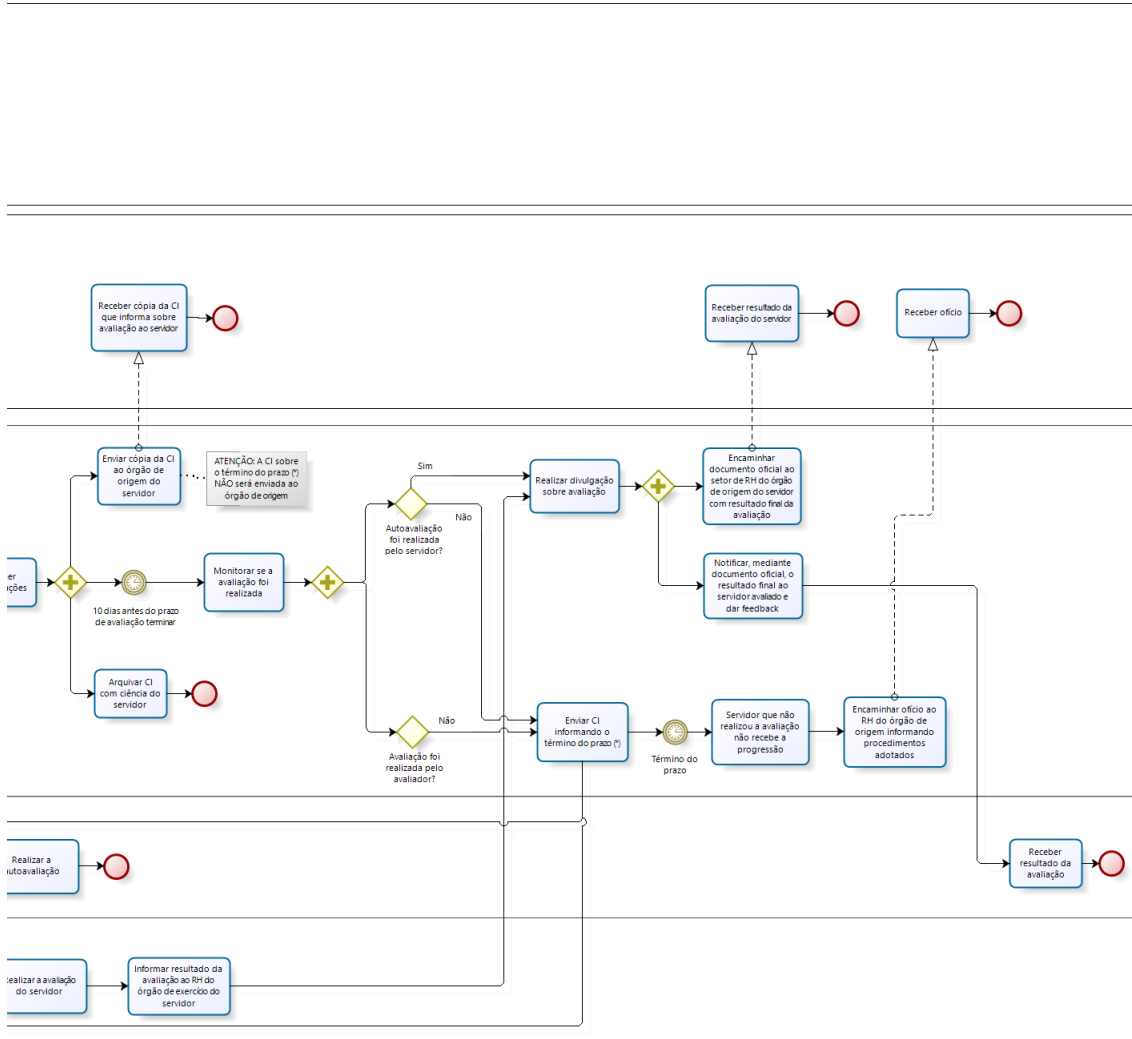 Receber cópia da CI
que informa sobre
avaliação ao servidor
Receber resultado da
avaliação do servidor
Receber ofício
Enviar cópia da CI
ao órgão de
origem do
servidor
ATENÇÃO: A CI sobre
o término do prazo (*)
NÃO será enviada ao
órgão de origem
Sim
Não
Autoavaliação
foi realizada
pelo servidor?
Realizar divulgação
sobre avaliação
Encaminhar
documento oficial ao
setor de RH do órgão
de origem do servidor
com resultado final da
avaliação
Monitorar se a
avaliação foi
realizada
10 dias antes do prazo
de avaliação terminar
Notificar, mediante
documento oficial, o
resultado final ao
servidor avaliado e
dar feedback
Arquivar CI
com ciência do
servidor
Não
Avaliação foi
realizada pelo
avaliador?
Enviar CI
informando o
término do prazo (*)
Término do
prazo
Servidor que não
realizou a avaliação
não recebe a
progressão
Encaminhar ofício ao
RH do órgão de
origem informando
procedimentos
adotados
Realizar a
utoavaliação
Receber
resultado da
avaliação
ealizar a avaliação
do servidor
Informar resultado da
avaliação ao RH do
órgão de exercído do
servidor